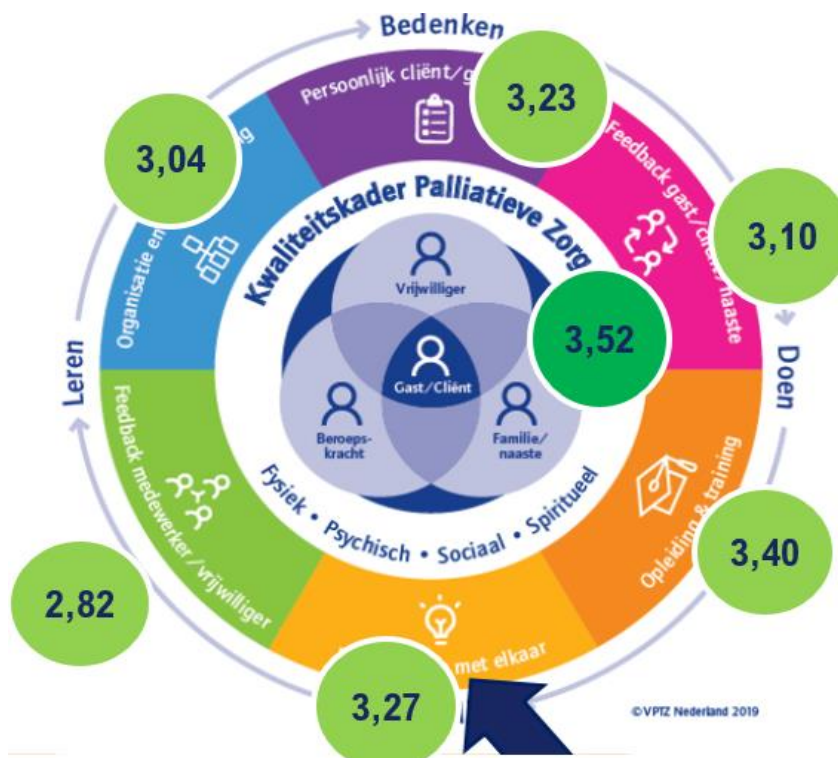 Bedenken
Persoonlijk cliënt/g
3,23
3,04
Organisatie en
g
Feedback gast / cliënt / naaste
3,10
Kwaliteitskader Palliatieve Zorg
Vrijwilliger
3,52
Gast/Cliënt
Beroeps-
kracht
Familie/
naaste
Leren
Doen
Feedback medewerker / vrijwilliger
Fysiek • Psychisch • Sociaal • Spiritueel
Opleiding & training
3,40
2,82
met elkaar
3,27
©VPTZ Nederland 2019